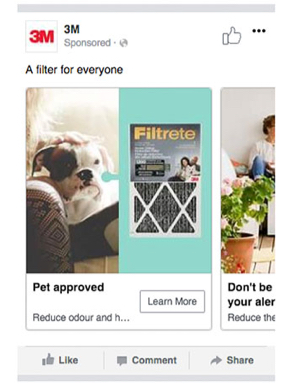 3M
3M
Sponsored ·
A filter for everyone
Filtrete
3M
Pet approved
Learn More
Reduce odour and h...
Don't be
your aler
Reduce the
Like
Comment
Share